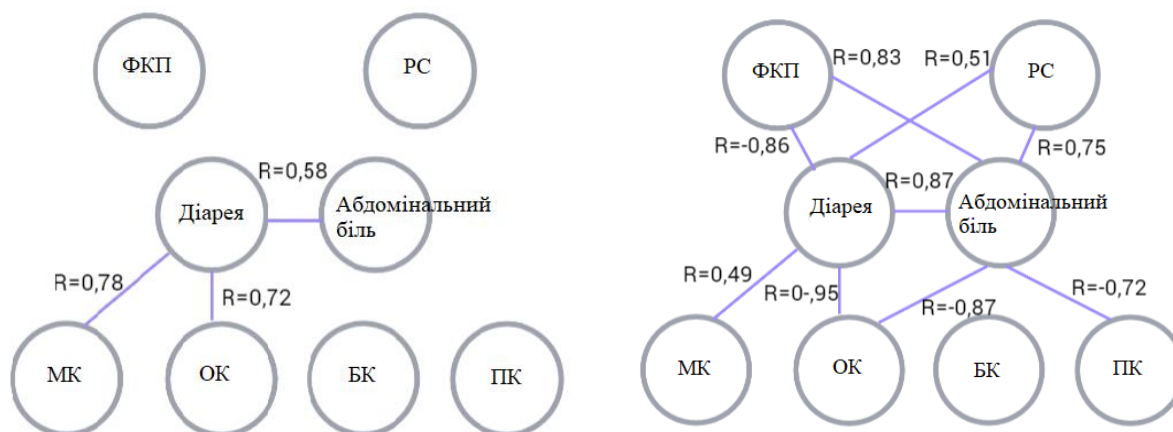 ФКП
РС
R=0,58
Діарея
Абдомінальний
біль
R=0,78
R=0,72
МК
ОК
БК
ПК
ФКП
R=0,83
R=0,51
РС
R=-0,86
R=0,75
R=0,87
Діарея
Абдомінальний
біль
R=0,49
R=0-,95
R=-0,87
R=-0,72
МК
ОК
БК
ПК